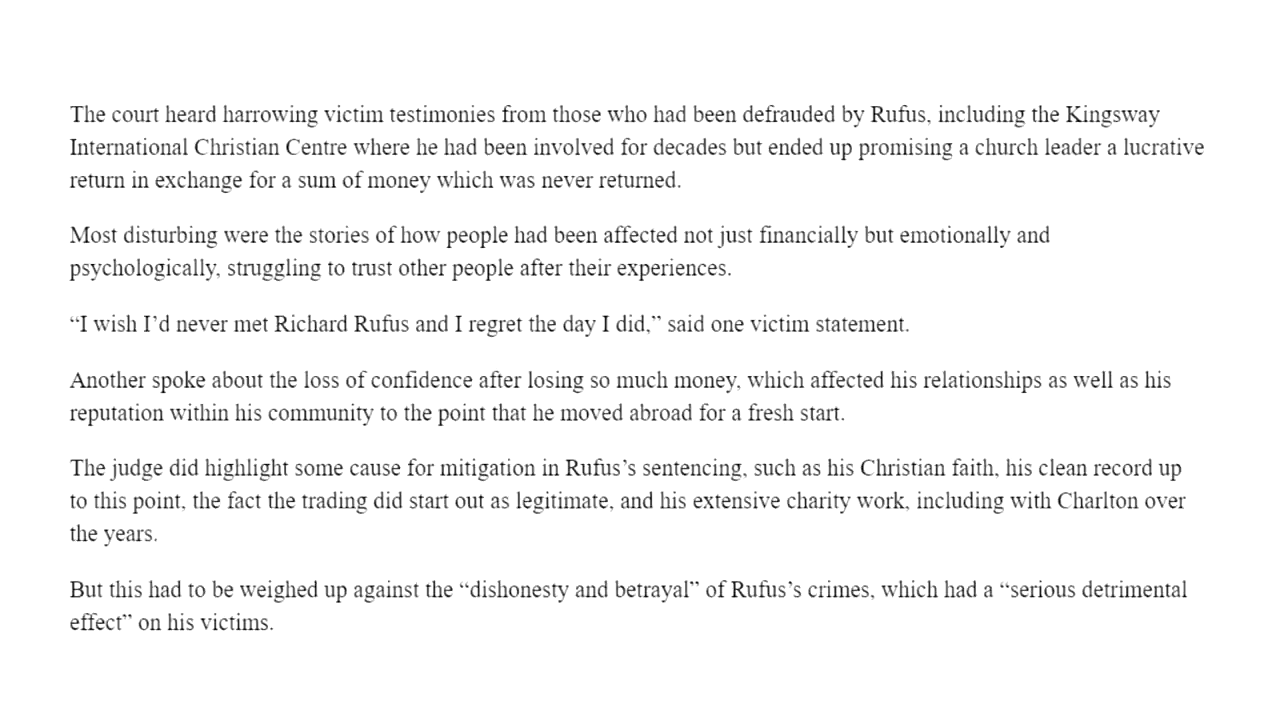 The court heard harrowing victim testimonies from those who had been defrauded by Rufus, including the Kingsway
International Christian Centre where he had been involved for decades but ended up promising a church leader a lucrative
return in exchange for a sum of money which was never returned.
Most disturbing were the stories of how people had been affected not just financially but emotionally and
psychologically, struggling to trust other people after their experiences.
“I wish I’d never met Richard Rufus and I regret the day I did,” said one victim statement.
Another spoke about the loss of confidence after losing so much money, which affected his relationships as well as his
reputation within his community to the point that he moved abroad for a fresh start.
The judge did highlight some cause for mitigation in Rufus’s sentencing, such as his Christian faith, his clean record up
to this point, the fact the trading did start out as legitimate, and his extensive charity work, including with Charlton over
the years.
But this had to be weighed up against the “dishonesty and betrayal” of Rufus’s crimes, which had a “serious detrimental
effect” on his victims.